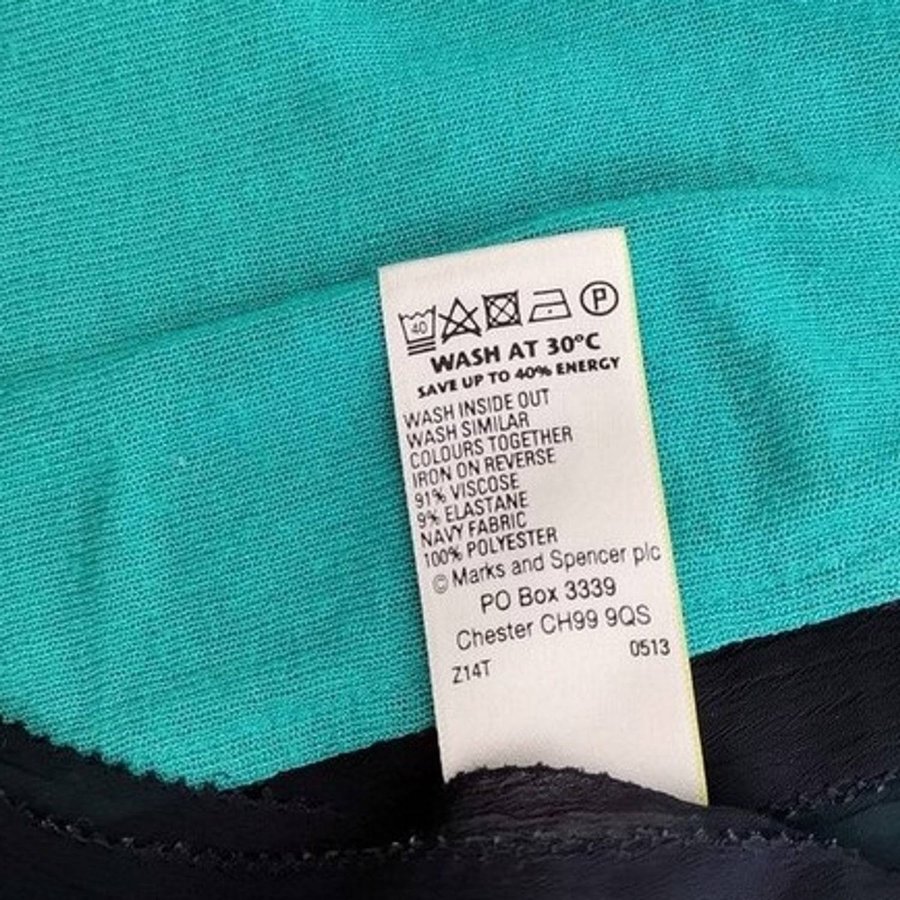 40 P
WASH AT 30°C
SAVE UP TO 40% ENERGY
WASH INSIDE OUT
WASH SIMILAR
COLOURS TOGETHER
IRON ON REVERSE
91% VISCOSE
9% ELASTANE
NAVY FABRIC
100% POLYESTER
© Marks and Spencer plc
PO Box 3339
Chester CH99 9QS
Z14T 0513